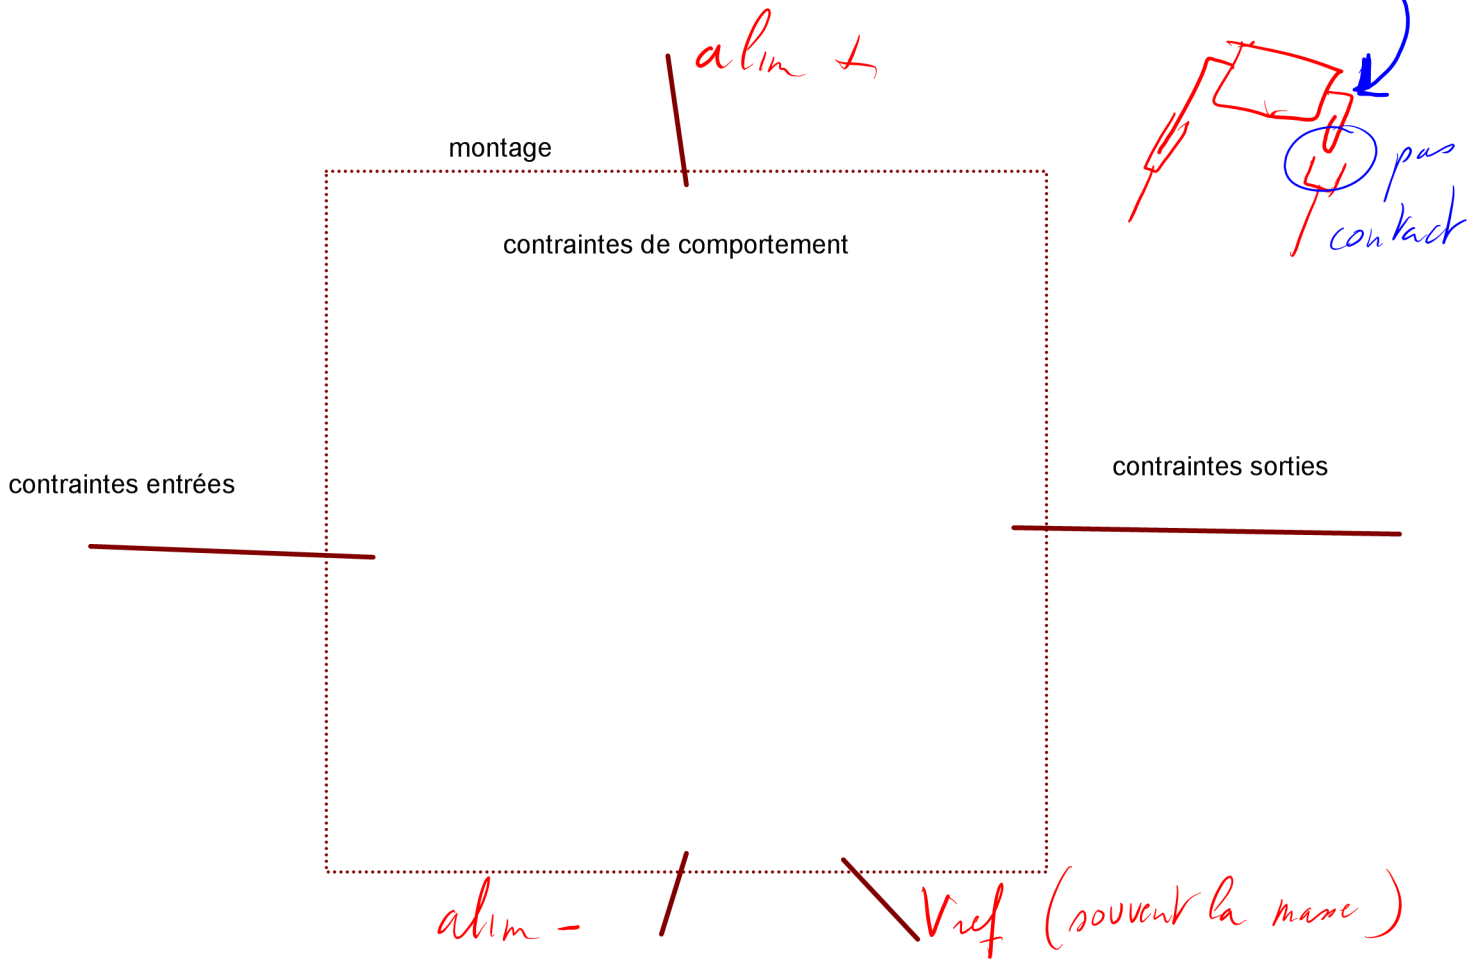 alim +
montage
pas
contact
contraintes de comportement
contraintes sorties
contraintes entrées
alim -
Vref (souvent la masse)